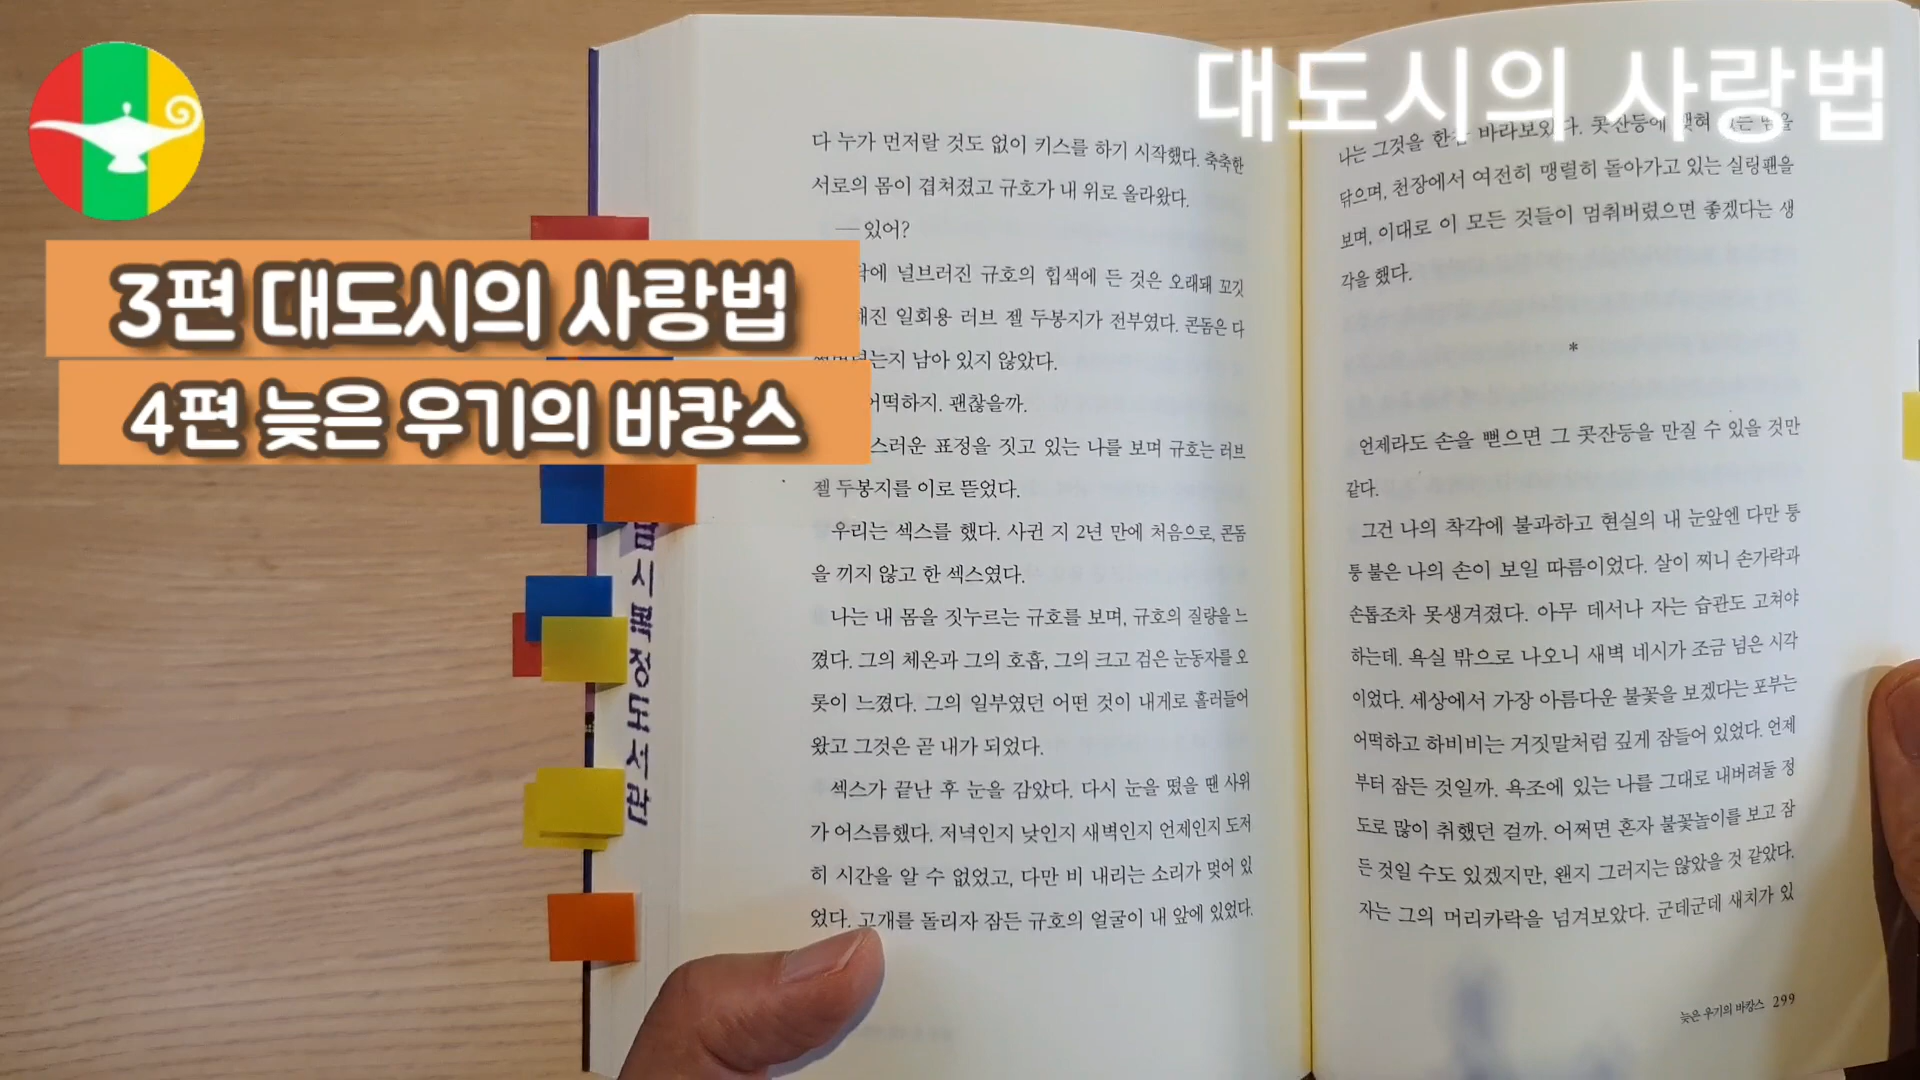 대도시의 사랑법
3편 대도시의 사랑법
4편 늦은 우기의 바캉스
다 누가 먼저랄 것도 없이 키스를 하기 시작했다. 축축한
서로의 몸이 겹쳐졌고 규호가 내 위로 올라왔다.
— 있어?
널브러진 규호의 힙색에 든 것은 오래돼 꼬깃
일회용 러브 젤 두봉지가 전부였다. 콘돔은 다
남아 있지 않았다.
어떡하지. 괜찮을까.
표정을 짓고 있는 나를 보며 규호는 러브
젤 두봉지를 이로 뜯었다.
우리는 섹스를 했다. 사귄 지 2년 만에 처음으로, 콘돔
을 끼지 않고 한 섹스였다.
나는 내 몸을 짓누르는 규호를 보며, 규호의 질량을 느
꼈다. 그의 체온과 그의 호흡, 그의 크고 검은 눈동자를 오
롯이 느꼈다. 그의 일부였던 어떤 것이 내게로 흘러들어
왔고 그것은 곧 내가 되었다.
섹스가 끝난 후 눈을 감았다. 다시 눈을 떴을 땐 사위
가 어스름했다. 저녁인지 낮인지 새벽인지 언제인지 도저
히 시간을 알 수 없었고, 다만 비 내리는 소리가 멎어 있
었다. 고개를 돌리자 잠든 규호의 얼굴이 내 앞에 있었다.
나는 그것을 한참 바라보았다. 콧잔등에 맺혀 있는 땀을
닦으며, 천장에서 여전히 맹렬히 돌아가고 있는 실링팬을
보며, 이대로 이 모든 것들이 멈춰버렸으면 좋겠다는 생
각을 했다.
*
언제라도 손을 뻗으면 그 콧잔등을 만질 수 있을 것만
같다.
그건 나의 착각에 불과하고 현실의 내 눈앞엔 다만 퉁
퉁 불은 나의 손이 보일 따름이었다. 살이 찌니 손가락과
손톱조차 못생겨졌다. 아무 데서나 자는 습관도 고쳐야
하는데. 욕실 밖으로 나오니 새벽 네시가 조금 넘은 시각
이었다. 세상에서 가장 아름다운 불꽃을 보겠다는 포부는
어떡하고 하비비는 거짓말처럼 깊게 잠들어 있었다. 언제
부터 잠든 것일까. 욕조에 있는 나를 그대로 내버려둘 정
도로 많이 취했던 걸까. 어쩌면 혼자 불꽃놀이를 보고 잠
든 것일 수도 있겠지만, 왠지 그러지는 않았을 것 같았다.
자는 그의 머리카락을 넘겨보았다. 군데군데 새치가 있
늦은 우기의 바캉스 299
시표정도서관